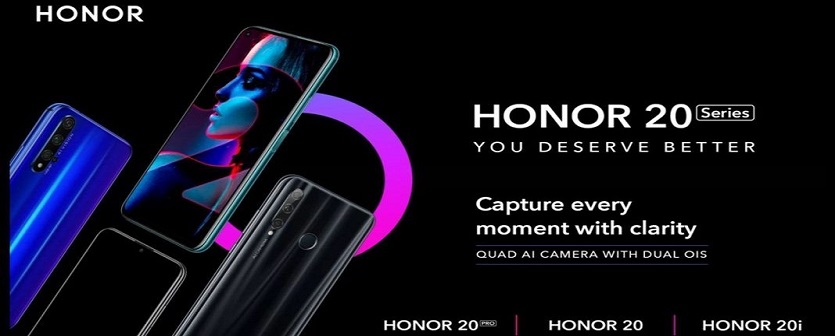 HONOR
HONOR 20 Series
YOU DESERVE BETTER
Capture every
moment with clarity
QUAD AI CAMERA WITH DUAL OIS
HONOR 20 PRO | HONOR 20 | HONOR 20i